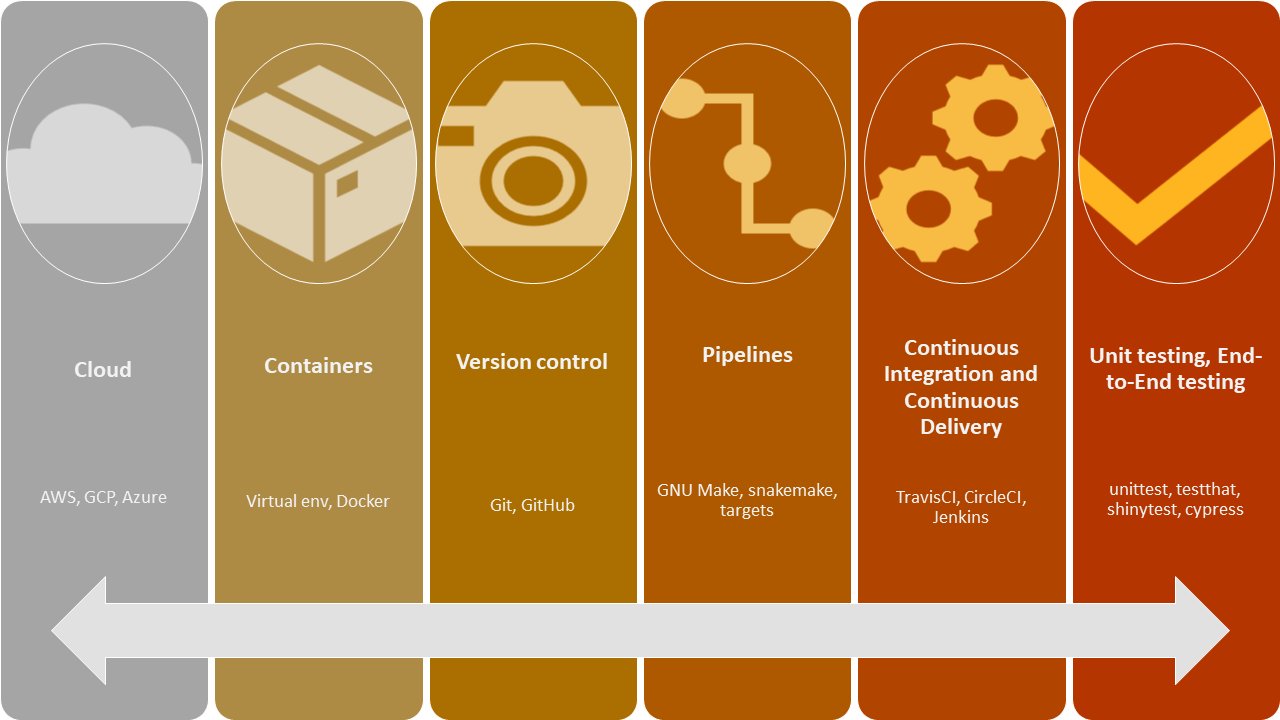 Cloud
AWS, GCP, Azure
Containers
Virtual env, Docker
Version control
Git, GitHub
Pipelines
GNU Make, snakemake,
targets
Continuous
Integration and
Continuous
Delivery
TravisCI, CircleCI,
Jenkins
Unit testing, End-
to-End testing
unittest, testthat,
shinytest, cypress